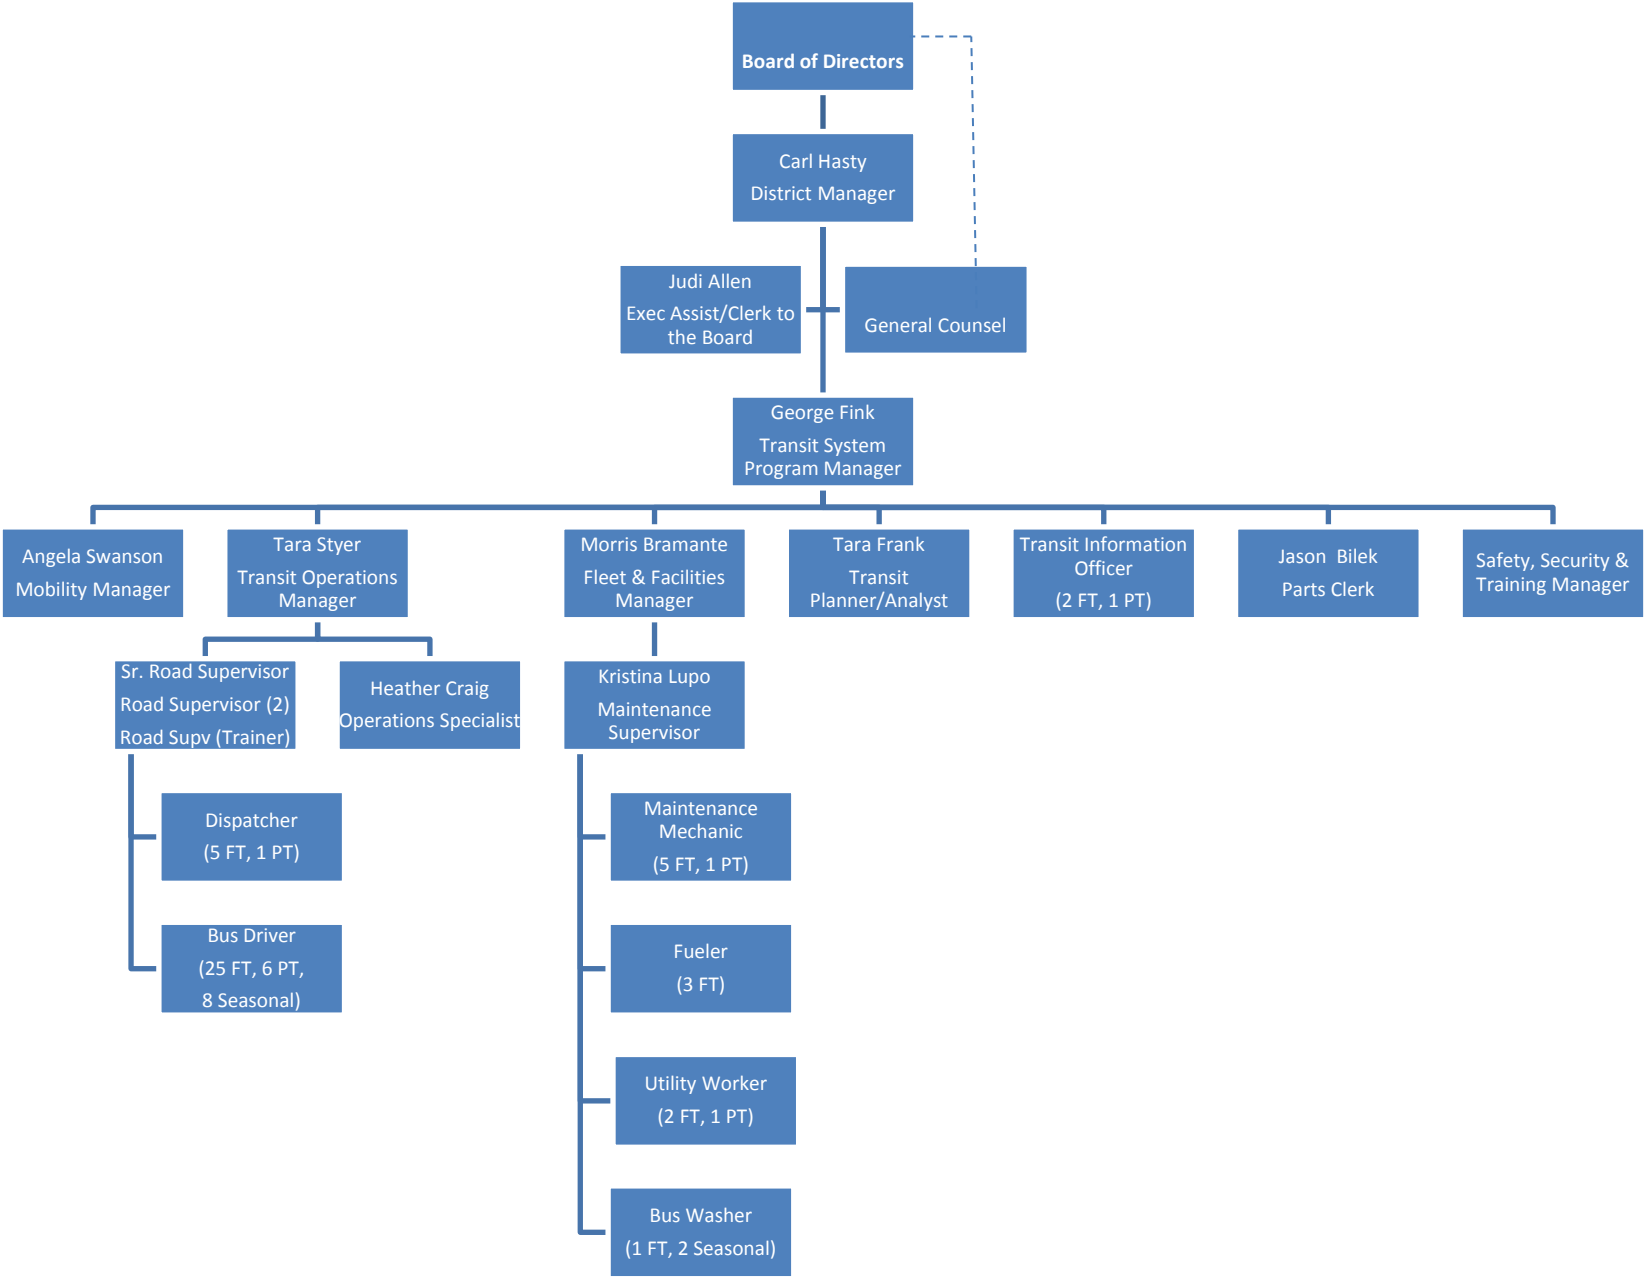 Board of Directors
Carl Hasty
District Manager
Judi Allen
Exec Assist/Clerk to
the Board
General Counsel
George Fink
Transit System
Program Manager
Angela Swanson
Mobility Manager
Tara Styer
Transit Operations
Manager
Morris Bramante
Fleet & Facilities
Manager
Tara Frank
Transit
Planner/Analyst
Transit Information
Officer
(2 FT, 1 PT)
Jason  Bilek
Parts Clerk
Safety, Security &
Training Manager
Sr. Road Supervisor
Road Supervisor (2)
Road Supv (Trainer)
Heather Craig
Operations Specialist
Kristina Lupo
Maintenance
Supervisor
Dispatcher
(5 FT, 1 PT)
Maintenance
Mechanic
(5 FT, 1 PT)
Bus Driver
(25 FT, 6 PT,
8 Seasonal)
Fueler
(3 FT)
Utility Worker
(2 FT, 1 PT)
Bus Washer
(1 FT, 2 Seasonal)